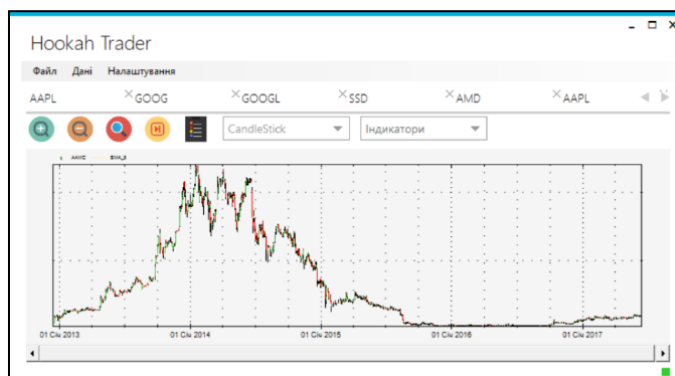 Hookah Trader
Файл Дані Налаштування
AAPL GOOG GOOGL SSD AMD AAPL
CandleStick Індикатори
01 Січ 2013 01 Січ 2014 01 Січ 2015 01 Січ 2016 01 Січ 2017